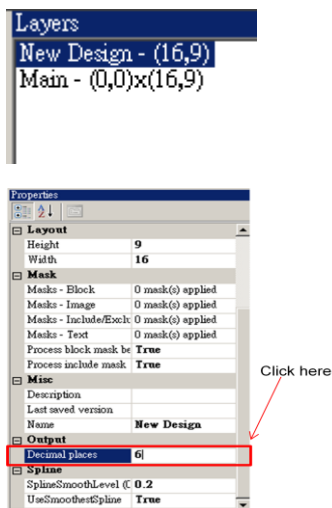 Layers
New Design - (16,9)
Main - (0,0)x(16,9)
Properties
Layout
Height 9
Width 16
Mask
Masks - Block 0 mask(s) applied
Masks - Image 0 mask(s) applied
Masks - Include/Exclu 0 mask(s) applied
Masks - Text 0 mask(s) applied
Process block mask be True
Process include mask True
Misc
Description
Last saved version
Name New Design
Output
Decimal places 6
Spline
SplineSmoothLevel (C 0.2
UseSmoothestSpline True
Click here